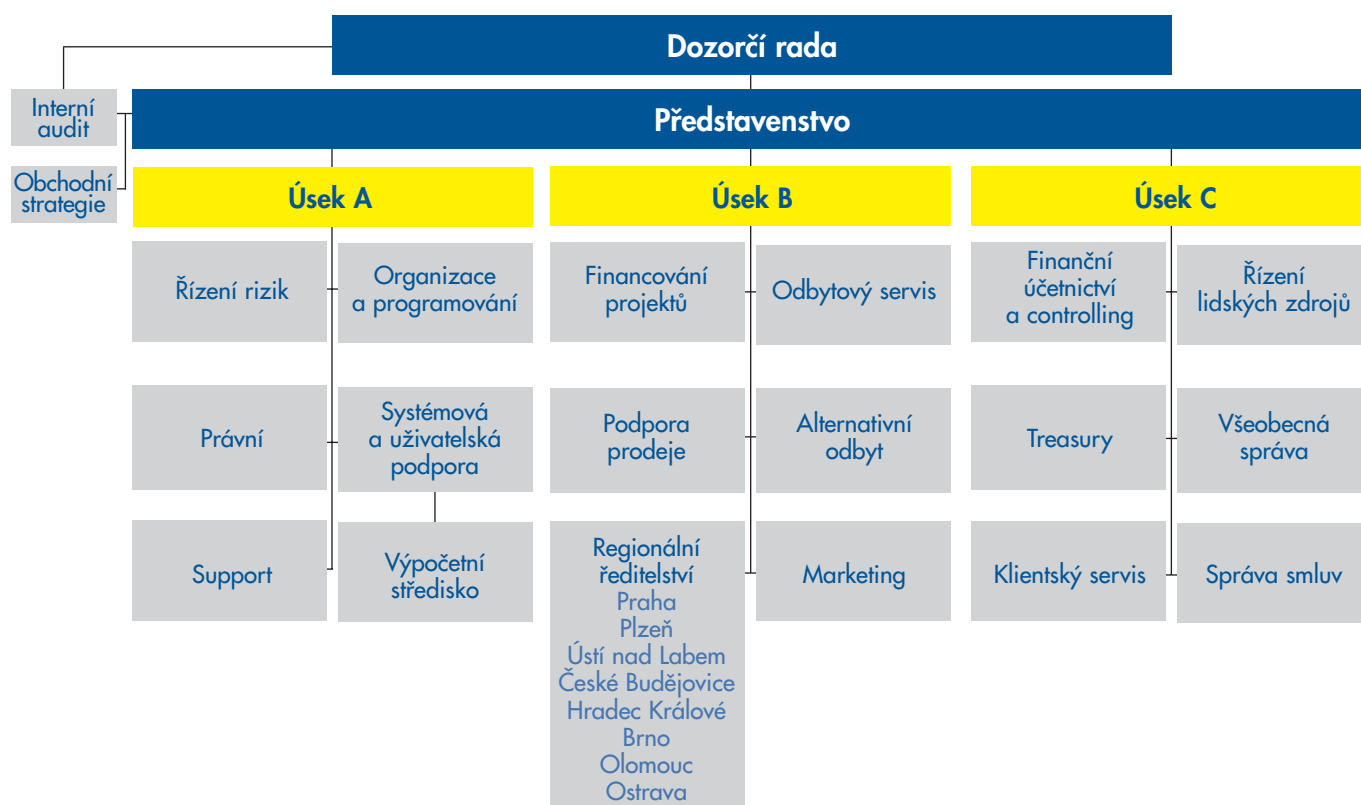 Dozorčí rada
Interní
audit
Představenstvo
Obchodní
strategie
Úsek A
Úsek B
Úsek C
Řízení rizik
Organizace
a programování
Financování
projektů
Odbytový servis
Finanční
účetnictví
a controlling
Řízení
lidských zdrojů
Právní
Systémová
a uživatelská
podpora
Podpora
prodeje
Alternativní
odbyt
Treasury
Všeobecná
správa
Support
Výpočetní
středisko
Regionální
ředitelství
Praha
Plzeň
Ústí nad Labem
České Budějovice
Hradec Králové
Brno
Olomouc
Ostrava
Marketing
Klientský servis
Správa smluv